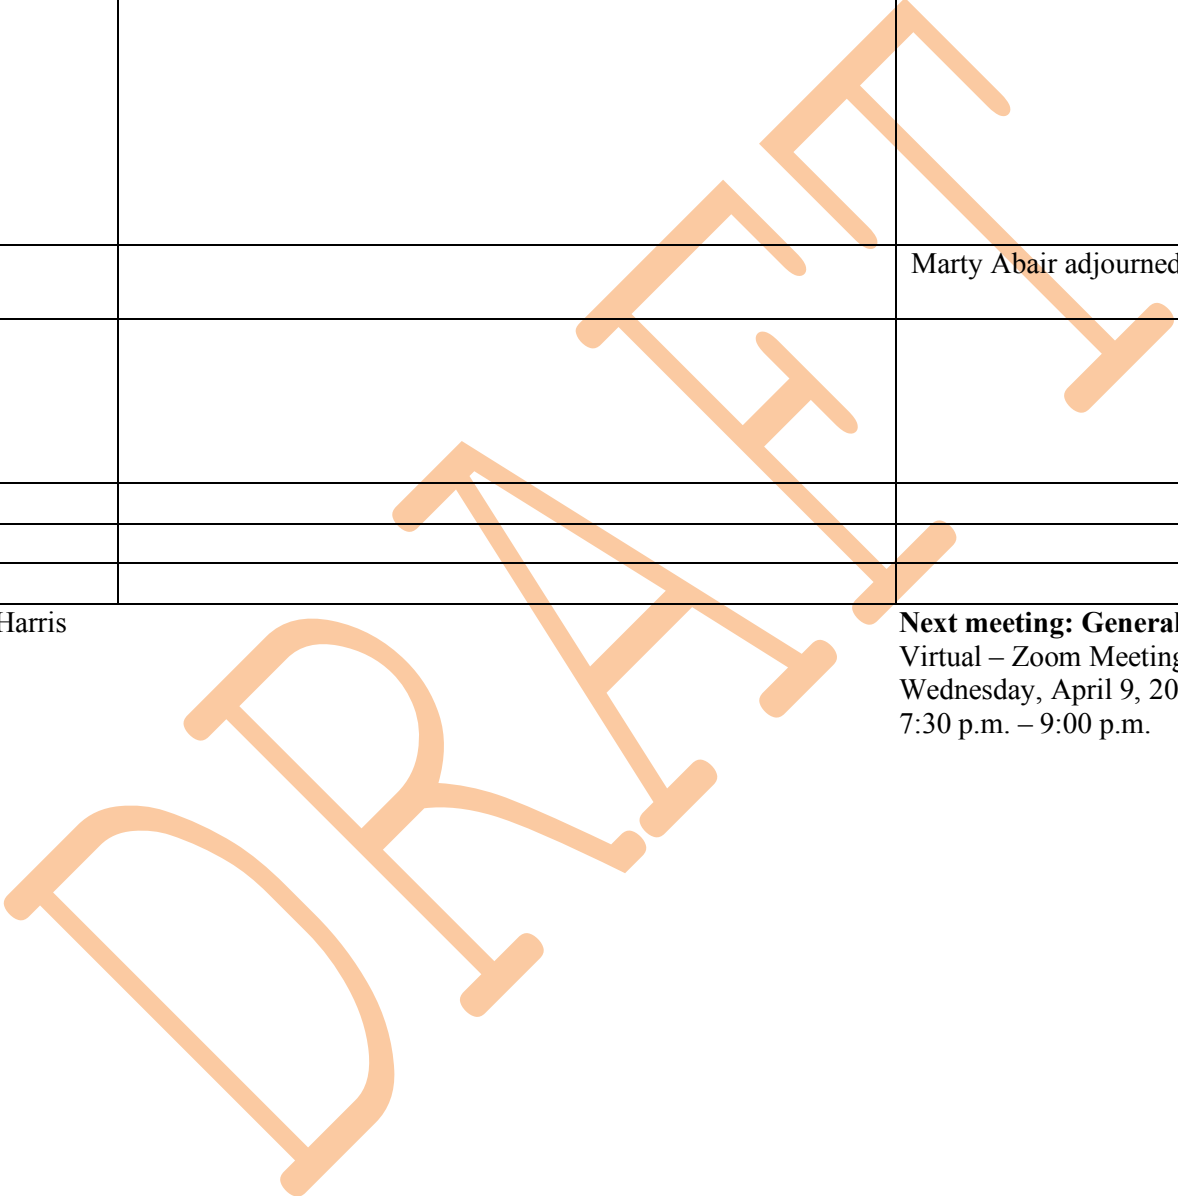 Marty Abair adjourned
Harris
Next meeting: General
Virtual – Zoom Meeting
Wednesday, April 9, 20
7:30 p.m. – 9:00 p.m.
DRAFT